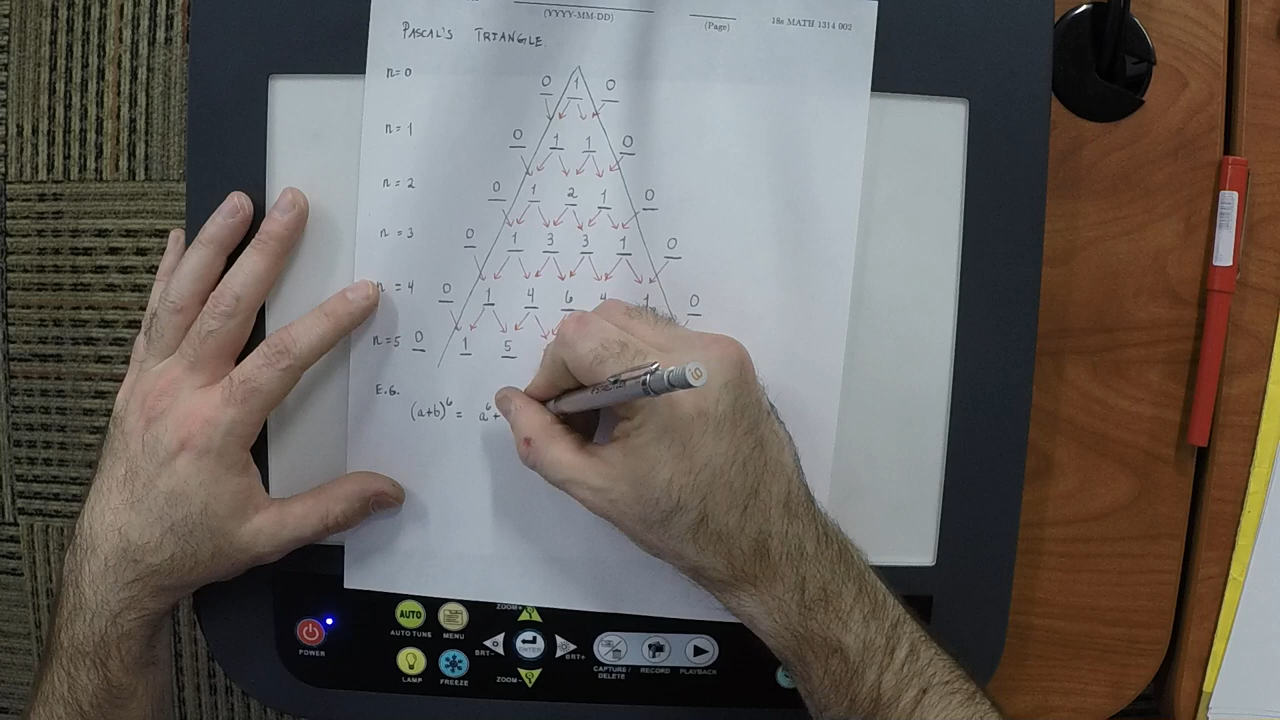 (YYYY-MM-DD) (Page) 18s MATH 1314 002
PASCAL'S TRIANGLE
n=0 0 1 0
n = 1 0 1 1 0
n = 2 0 1 2 1 0
n = 3 0 1 3 3 1 0
n = 4 0 1 4 6 4 1 0
n=5 0 1 5
E.G.
(a+b)⁶ = a⁶+
POWER
AUTO
AUTO TUNE
MENU
LAMP
FREEZE
ZOOM+
BRT-
ENTER
BRT+
ZOOM-
CAPTURE/
DELETE
RECORD
PLAYBACK